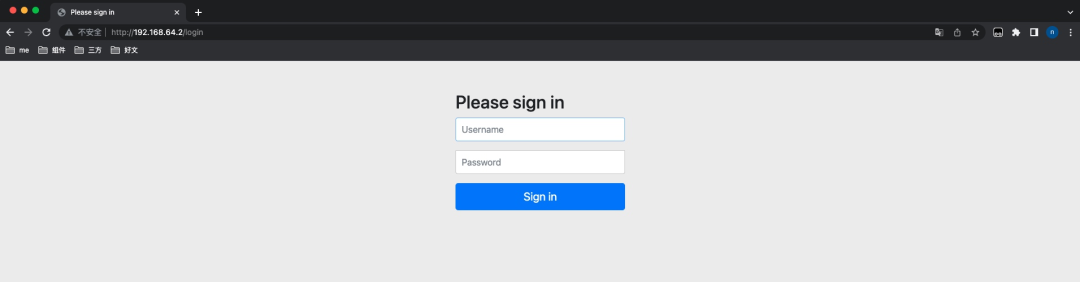 Please sign in
不安全 http://192.168.64.2/login
me 组件 三方 好文
n
Please sign in
Username
Password
Sign in